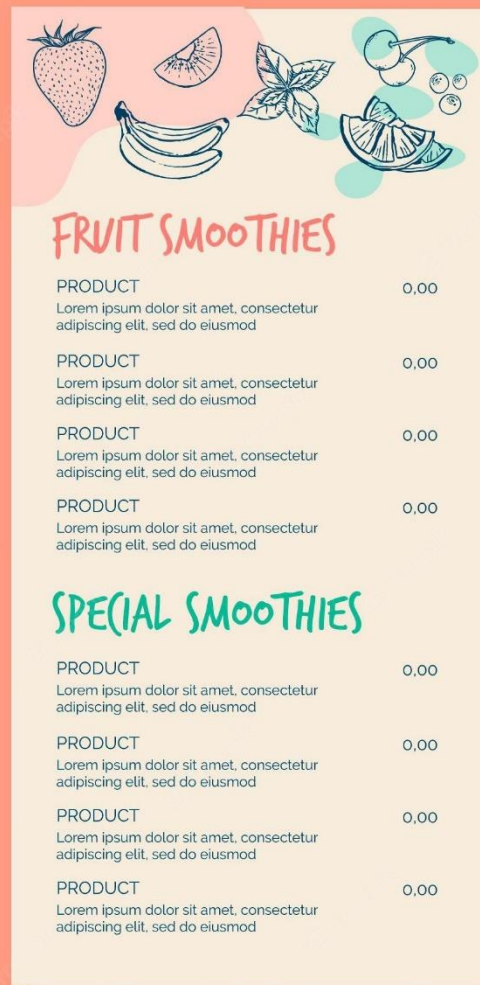 FRUIT SMOOTHIES
PRODUCT 0,00
Lorem ipsum dolor sit amet, consectetur
adipiscing elit, sed do eiusmod
PRODUCT 0,00
Lorem ipsum dolor sit amet, consectetur
adipiscing elit, sed do eiusmod
PRODUCT 0,00
Lorem ipsum dolor sit amet, consectetur
adipiscing elit, sed do eiusmod
PRODUCT 0,00
Lorem ipsum dolor sit amet, consectetur
adipiscing elit, sed do eiusmod
SPECIAL SMOOTHIES
PRODUCT 0,00
Lorem ipsum dolor sit amet, consectetur
adipiscing elit, sed do eiusmod
PRODUCT 0,00
Lorem ipsum dolor sit amet, consectetur
adipiscing elit, sed do eiusmod
PRODUCT 0,00
Lorem ipsum dolor sit amet, consectetur
adipiscing elit, sed do eiusmod
PRODUCT 0,00
Lorem ipsum dolor sit amet, consectetur
adipiscing elit, sed do eiusmod